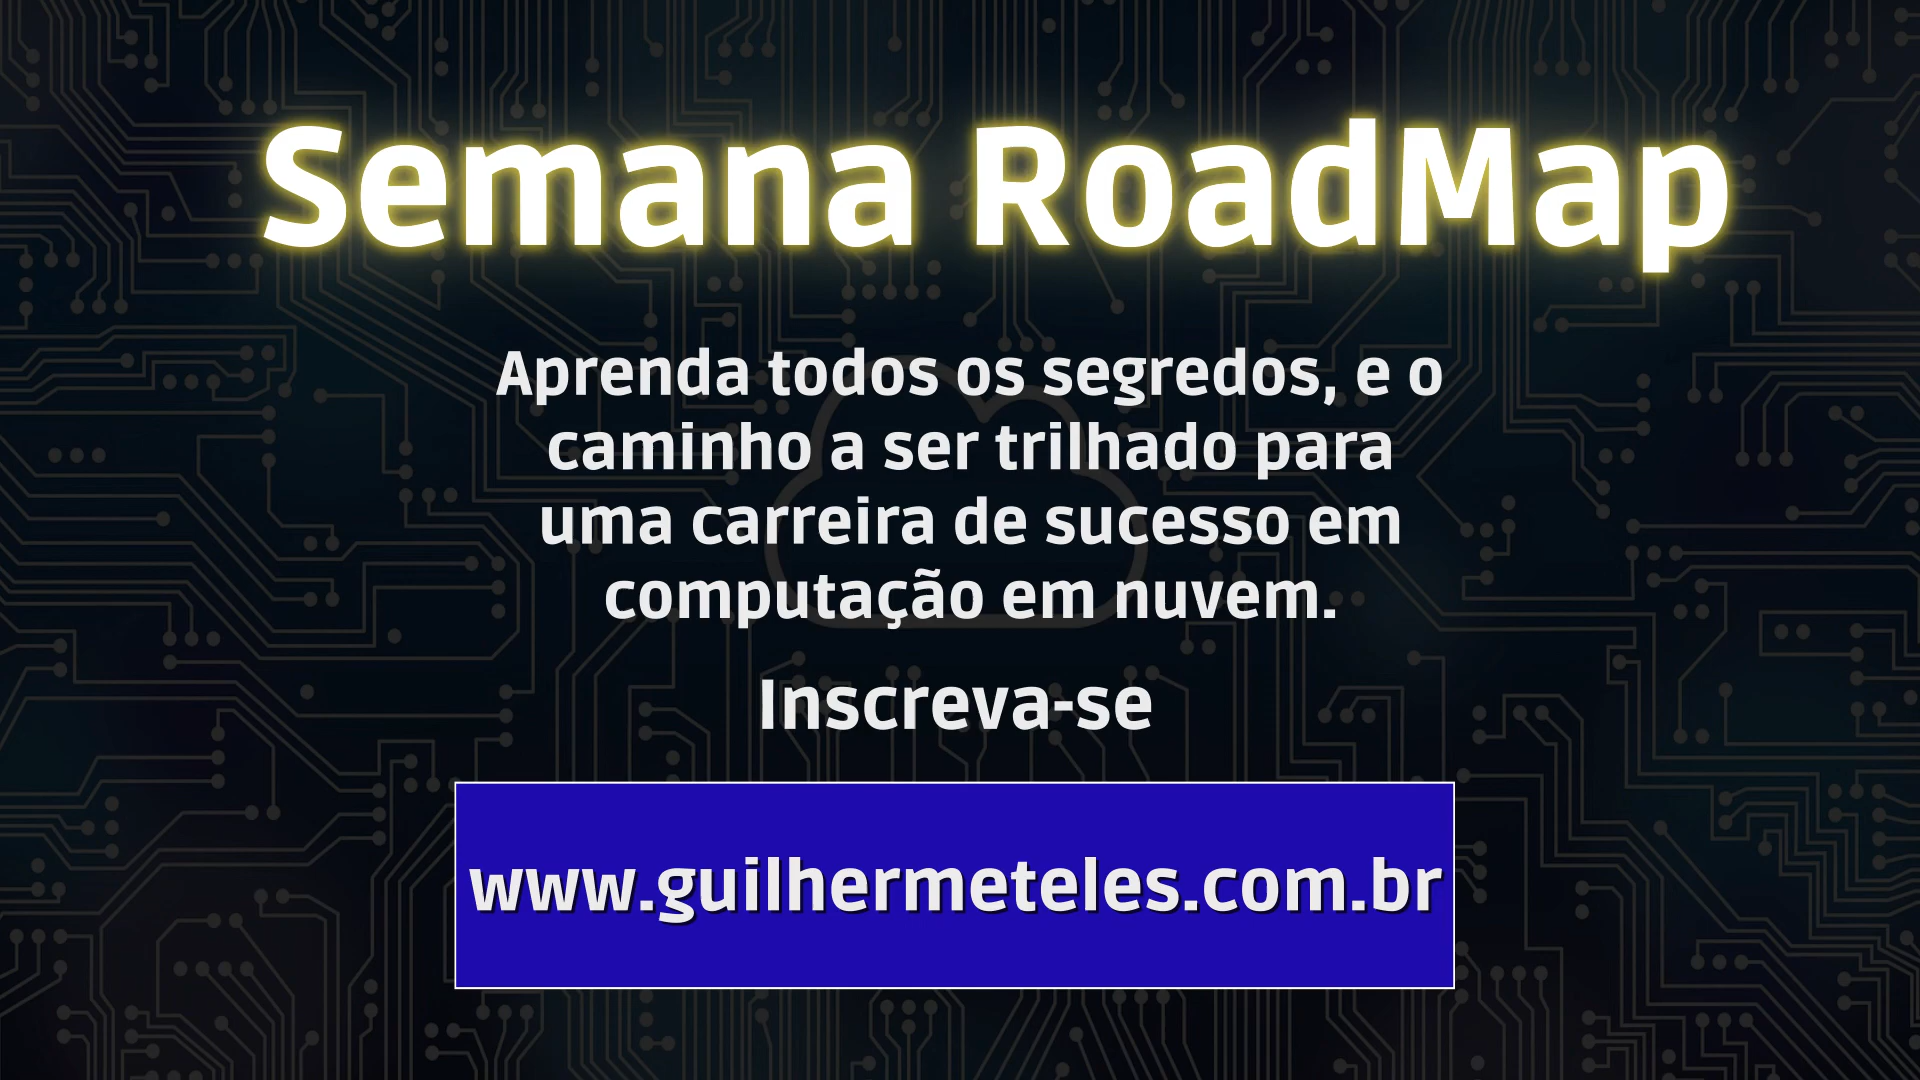 Semana RoadMap
Aprenda todos os segredos, e o
caminho a ser trilhado para
uma carreira de sucesso em
computação em nuvem.
Inscreva-se
www.guilhermeteles.com.br